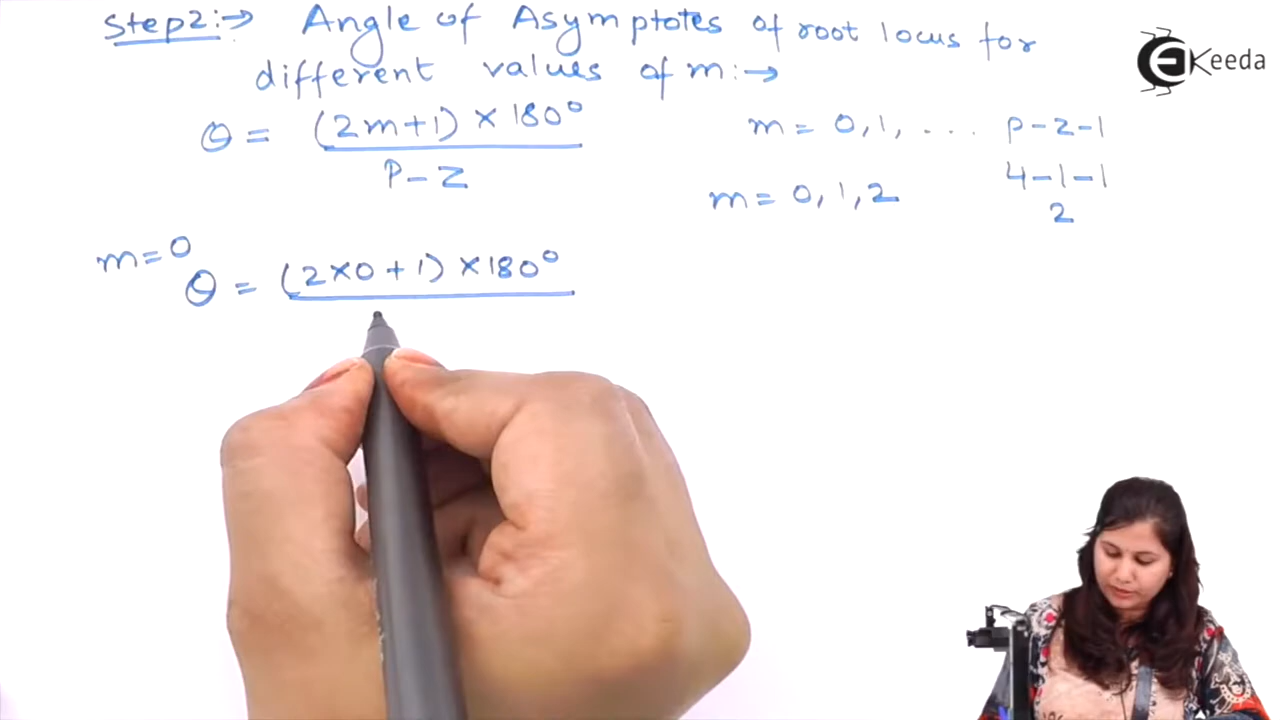 Step2:→ Angle of Asymptotes of root locus for
different values of m:→
θ = (2m+1) × 180°
P-Z
m = 0,1,.... P-Z-1
4-1-1
2
m = 0,1,2
m=0
θ = (2×0+1) × 180°
EKeeda